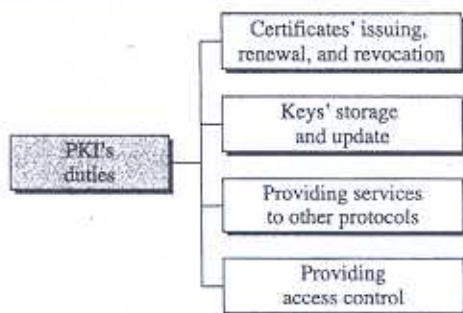 Certificates' issuing,
renewal, and revocation
Keys' storage
and update
PKI's
duties
Providing services
to other protocols
Providing
access control